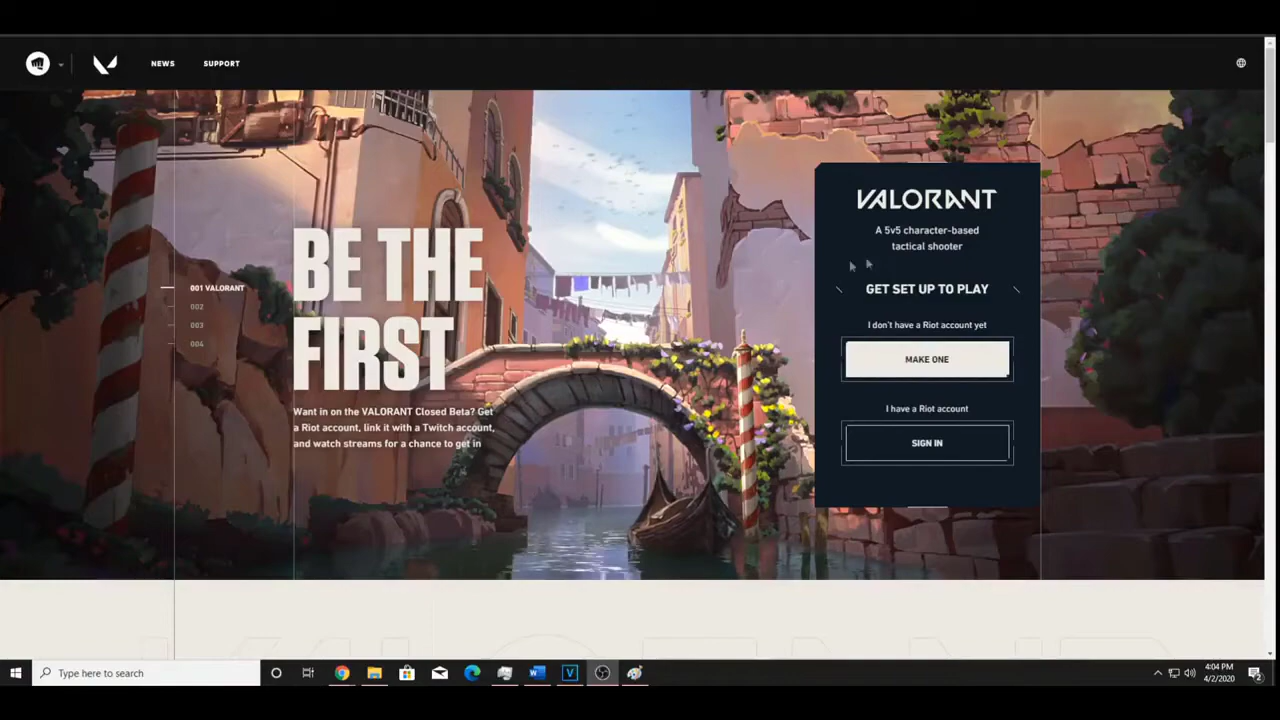 NEWS
SUPPORT
BE THE
FIRST
Want in on the VALORANT Closed Beta? Get
a Riot account, link it with a Twitch account,
and watch streams for a chance to get in
001 VALORANT
002
003
004
VALORANT
A 5v5 character-based
tactical shooter
GET SET UP TO PLAY
I don't have a Riot account yet
MAKE ONE
I have a Riot account
SIGN IN
Type here to search
4:04 PM
4/2/2020